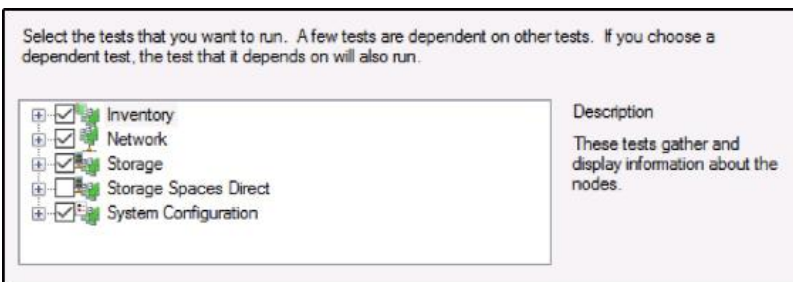 Select the tests that you want to run. A few tests are dependent on other tests. If you choose a
dependent test, the test that it depends on will also run.
Inventory
Network
Storage
Storage Spaces Direct
System Configuration
Description
These tests gather and
display information about the
nodes.